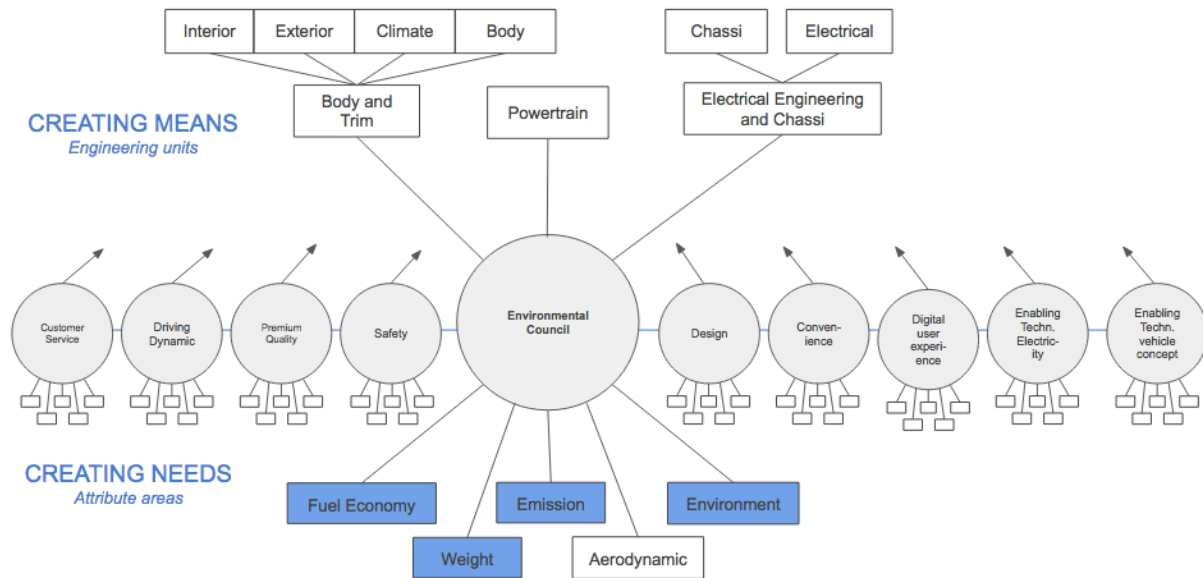 Interior
Exterior
Climate
Body
Chassi
Electrical
Body and
Trim
Powertrain
Electrical Engineering
and Chassi
CREATING MEANS
Engineering units
Customer
Service
Driving
Dynamic
Premium
Quality
Safety
Environmental
Council
Design
Conven-
ience
Digital
user
experi-
ence
Enabling
Techn.
Electric-
ity
Enabling
Techn.
vehicle
concept
CREATING NEEDS
Attribute areas
Fuel Economy
Emission
Environment
Weight
Aerodynamic